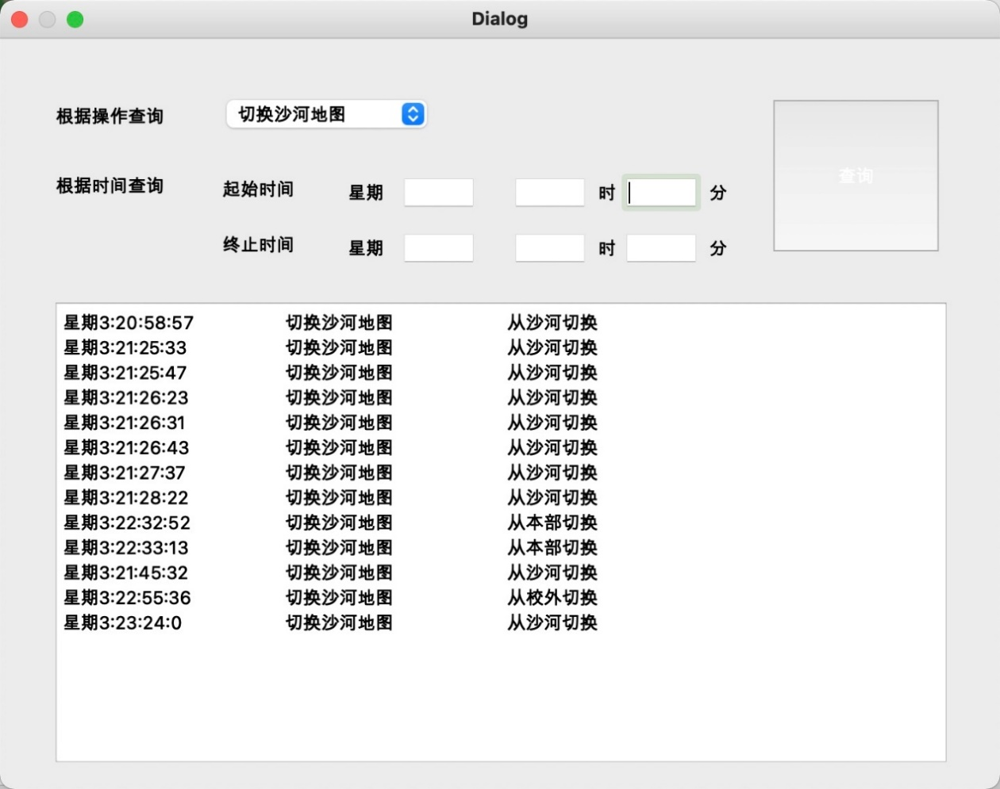 Dialog
根据操作查询 切换沙河地图
查询
根据时间查询 起始时间 星期 时 分
终止时间 星期 时 分
星期3:20:58:57 切换沙河地图 从沙河切换
星期3:21:25:33 切换沙河地图 从沙河切换
星期3:21:25:47 切换沙河地图 从沙河切换
星期3:21:26:23 切换沙河地图 从沙河切换
星期3:21:26:31 切换沙河地图 从沙河切换
星期3:21:26:43 切换沙河地图 从沙河切换
星期3:21:27:37 切换沙河地图 从沙河切换
星期3:21:28:22 切换沙河地图 从沙河切换
星期3:22:32:52 切换沙河地图 从本部切换
星期3:22:33:13 切换沙河地图 从本部切换
星期3:21:45:32 切换沙河地图 从沙河切换
星期3:22:55:36 切换沙河地图 从校外切换
星期3:23:24:0 切换沙河地图 从沙河切换